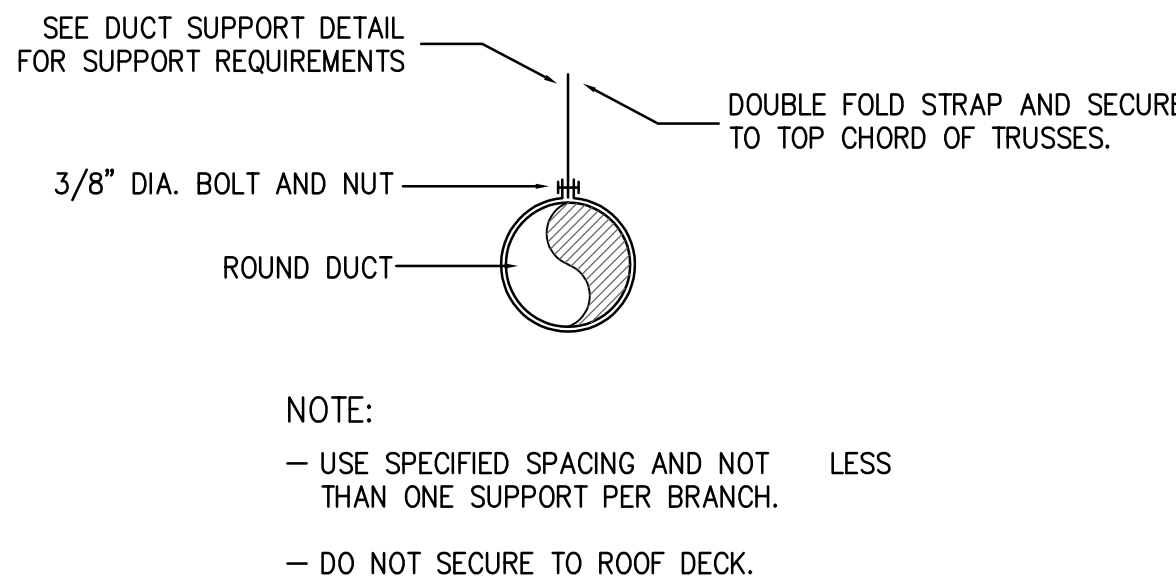 SEE DUCT SUPPORT DETAIL
FOR SUPPORT REQUIREMENTS
DOUBLE FOLD STRAP AND SECURE
TO TOP CHORD OF TRUSSES.
3/8" DIA. BOLT AND NUT
ROUND DUCT
NOTE:
— USE SPECIFIED SPACING AND NOT LESS
THAN ONE SUPPORT PER BRANCH.
— DO NOT SECURE TO ROOF DECK.